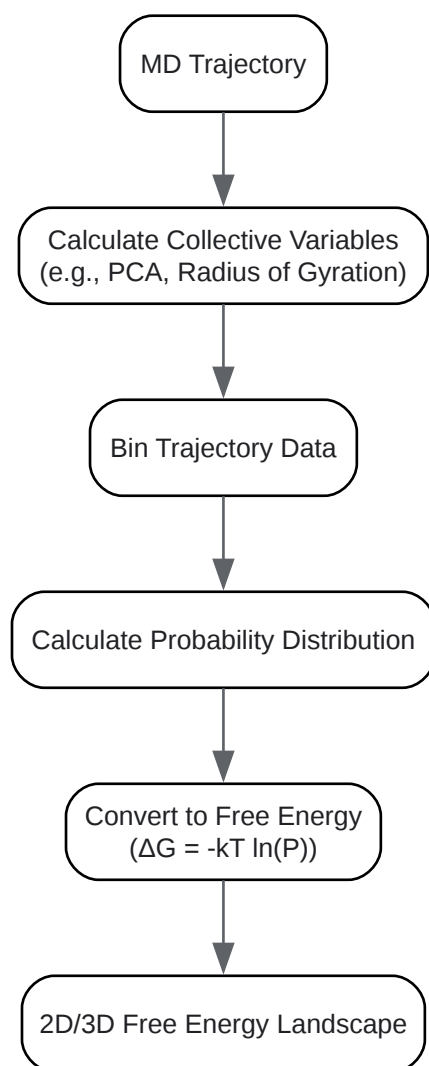 MD Trajectory
Calculate Collective Variables
(e.g., PCA, Radius of Gyration)
Bin Trajectory Data
Calculate Probability Distribution
Convert to Free Energy
(ΔG = -kT ln(P))
2D/3D Free Energy Landscape